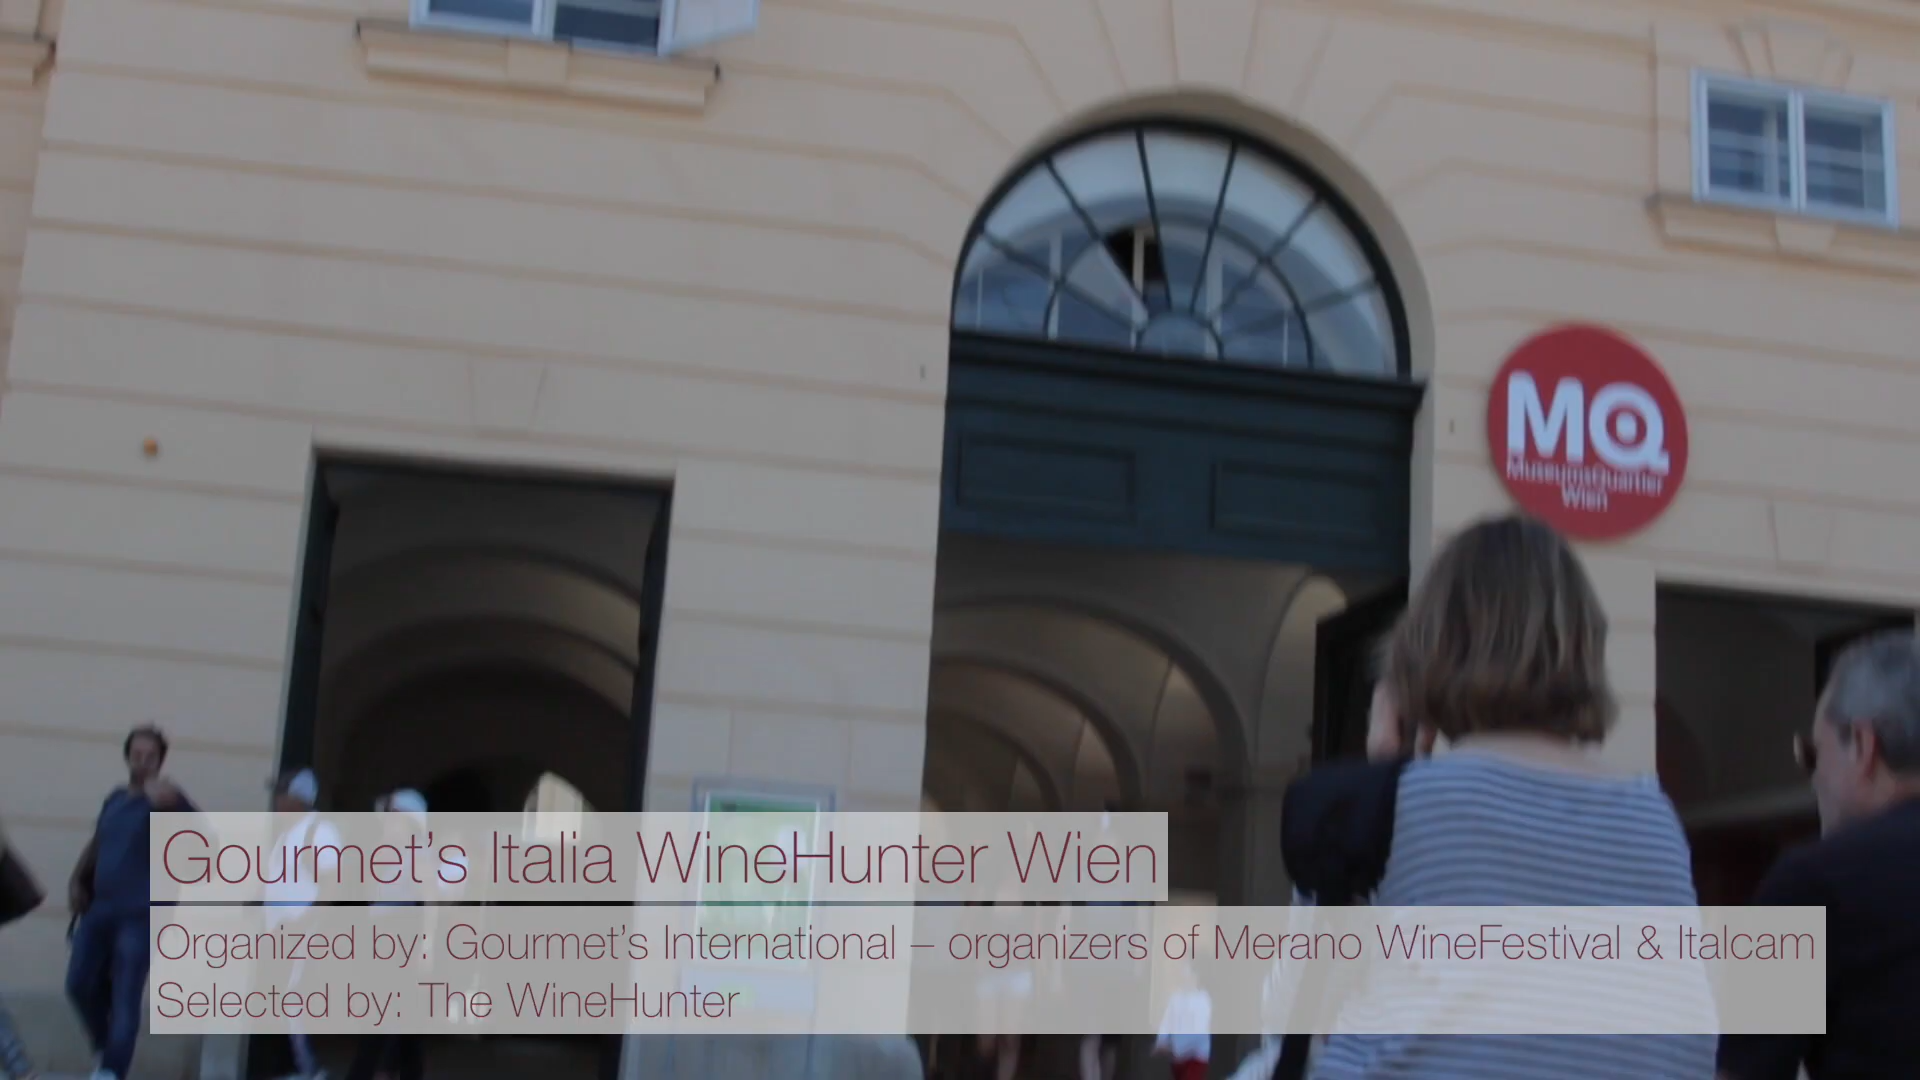 MQ
MuseumsQuartier
Wien
Gourmet’s Italia WineHunter Wien
Organized by: Gourmet’s International – organizers of Merano WineFestival & Italcam
Selected by: The WineHunter